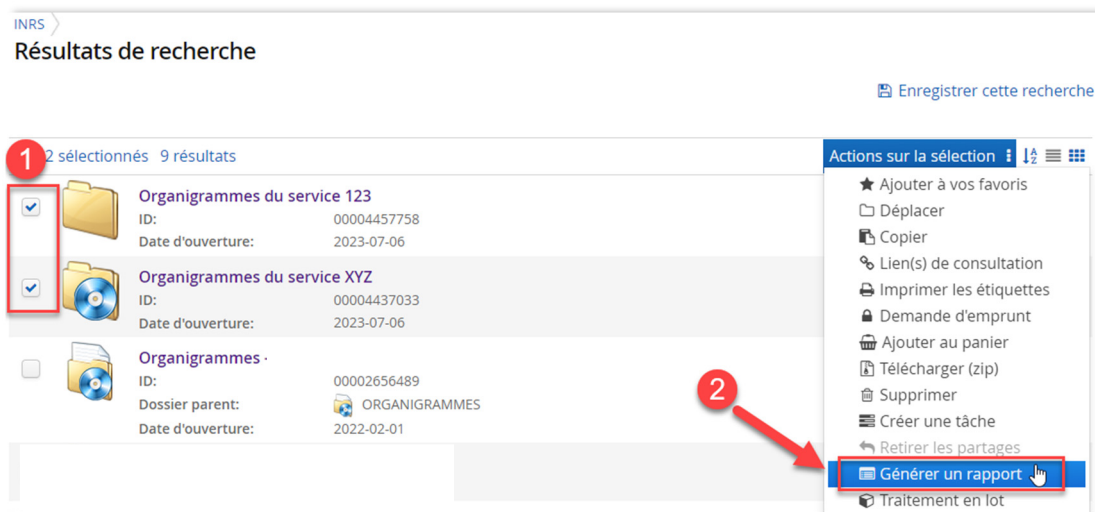 INRS
Résultats de recherche
Enregistrer cette recherche
1
2 sélectionnés 9 résultats
Actions sur la sélection
Organigrammes du service 123
ID: 00004457758
Date d'ouverture: 2023-07-06
Organigrammes du service XYZ
ID: 00004437033
Date d'ouverture: 2023-07-06
Organigrammes ·
ID: 00002656489
Dossier parent: ORGANIGRAMMES
Date d'ouverture: 2022-02-01
Ajouter à vos favoris
Déplacer
Copier
Lien(s) de consultation
Imprimer les étiquettes
Demande d'emprunt
Ajouter au panier
Télécharger (zip)
Supprimer
Créer une tâche
Retirer les partages
2
Générer un rapport
Traitement en lot